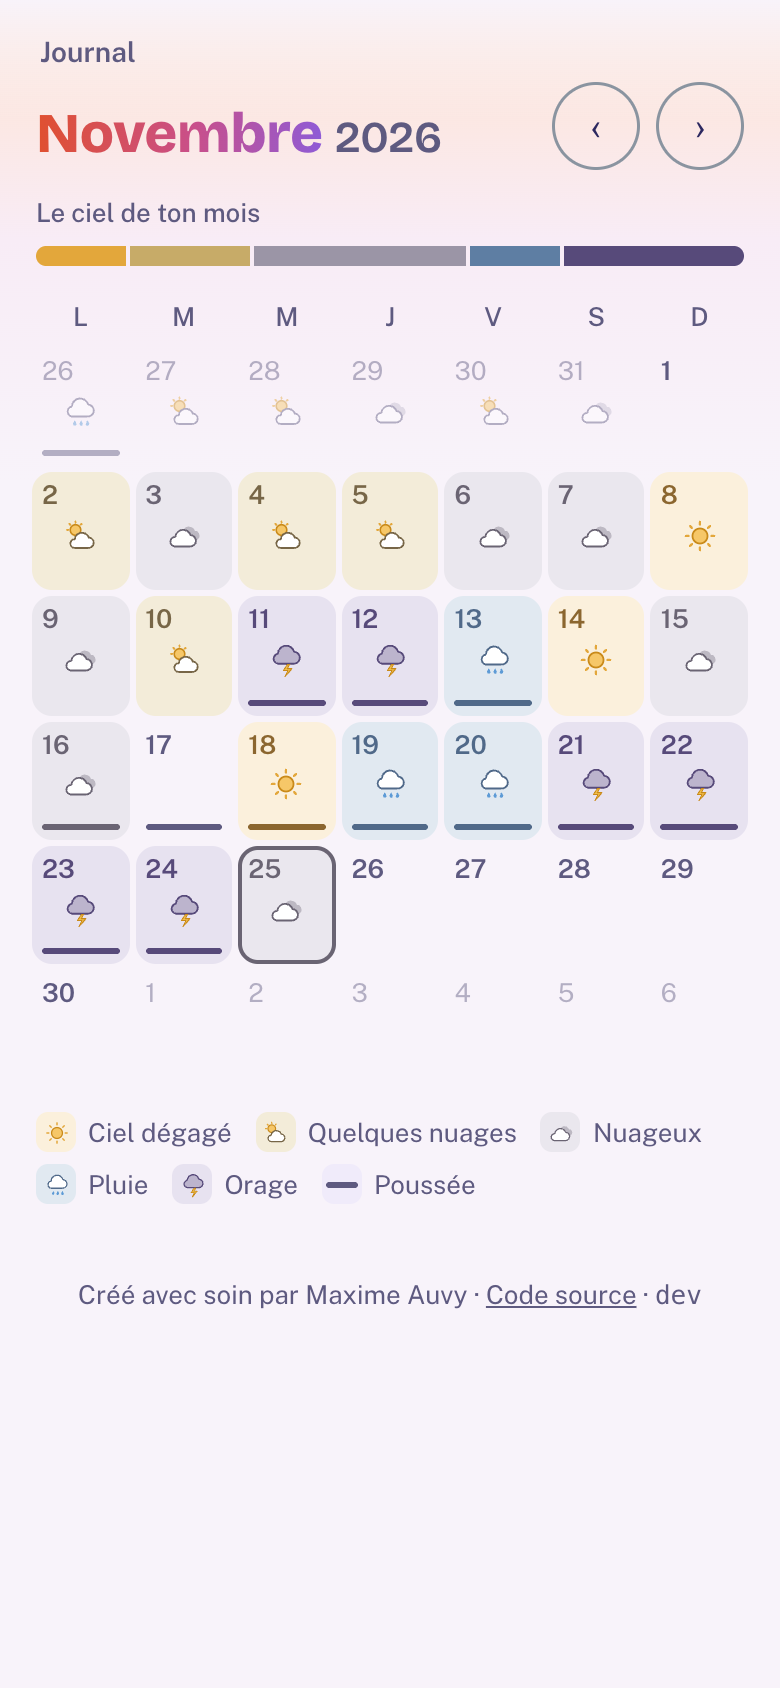 Journal
Novembre 2026
‹ ›
Le ciel de ton mois
L M M J V S D
26 27 28 29 30 31 1
2 3 4 5 6 7 8
9 10 11 12 13 14 15
16 17 18 19 20 21 22
23 24 25 26 27 28 29
30 1 2 3 4 5 6
Ciel dégagé Quelques nuages Nuageux
Pluie Orage Poussée
Créé avec soin par Maxime Auvy · Code source · dev